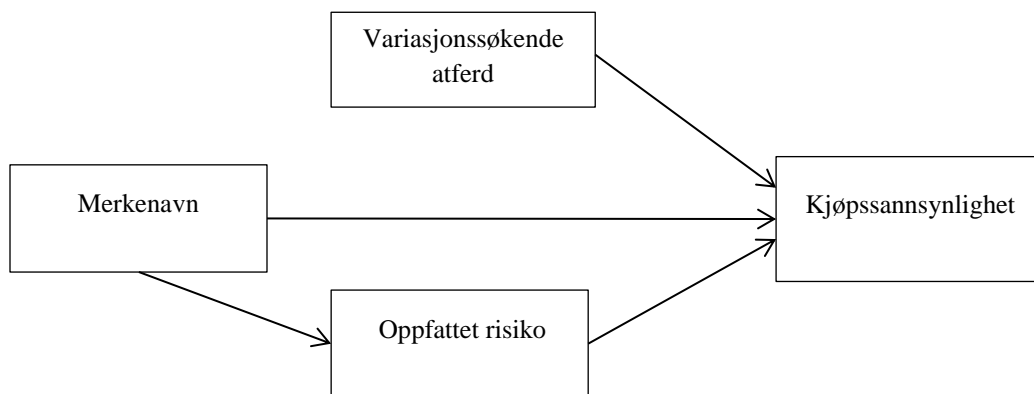 Variasjonssøkende
atferd
Merkenavn
Kjøpssannsynlighet
Oppfattet risiko